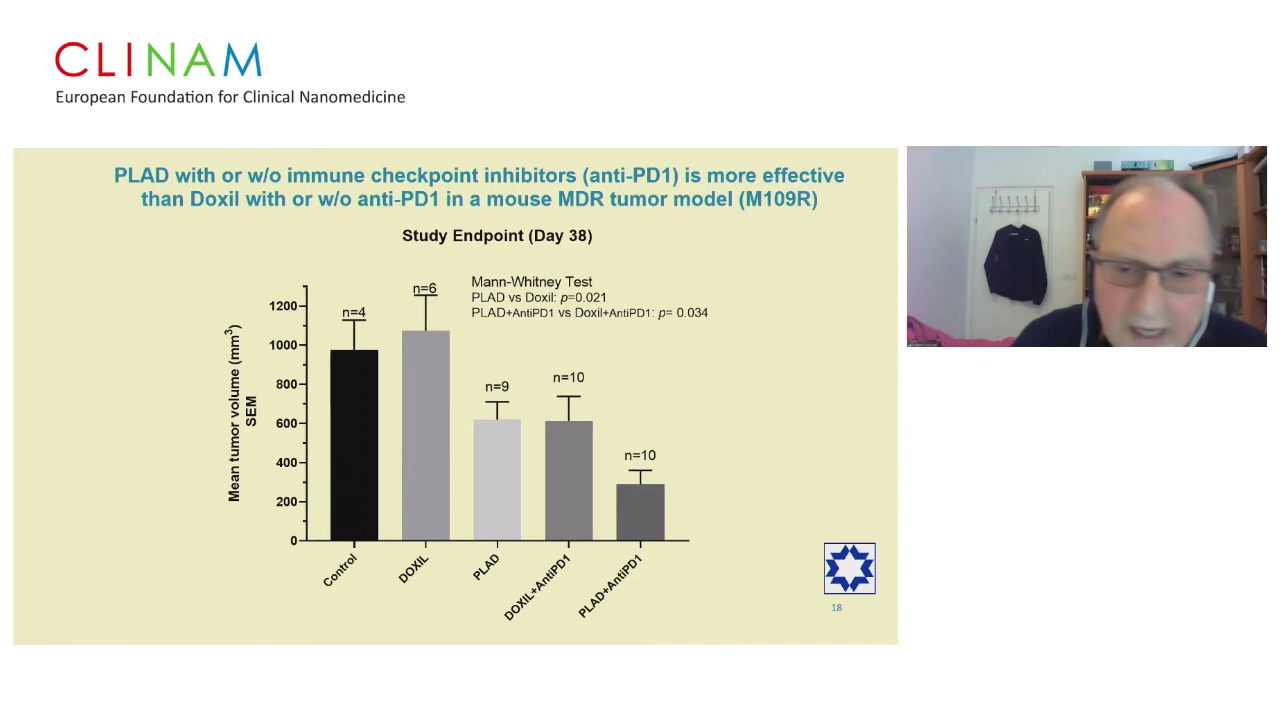 CLINAM
European Foundation for Clinical Nanomedicine
PLAD with or w/o immune checkpoint inhibitors (anti-PD1) is more effective
than Doxil with or w/o anti-PD1 in a mouse MDR tumor model (M109R)
Study Endpoint (Day 38)
Mann-Whitney Test
PLAD vs Doxil: p=0.021
PLAD+AntiPD1 vs Doxil+AntiPD1: p= 0.034
Mean tumor volume (mm3)
SEM
1200
1000
800
600
400
200
0
n=4
n=6
n=9
n=10
n=10
Control
DOXIL
PLAD
DOXIL+AntiPD1
PLAD+AntiPD1
18